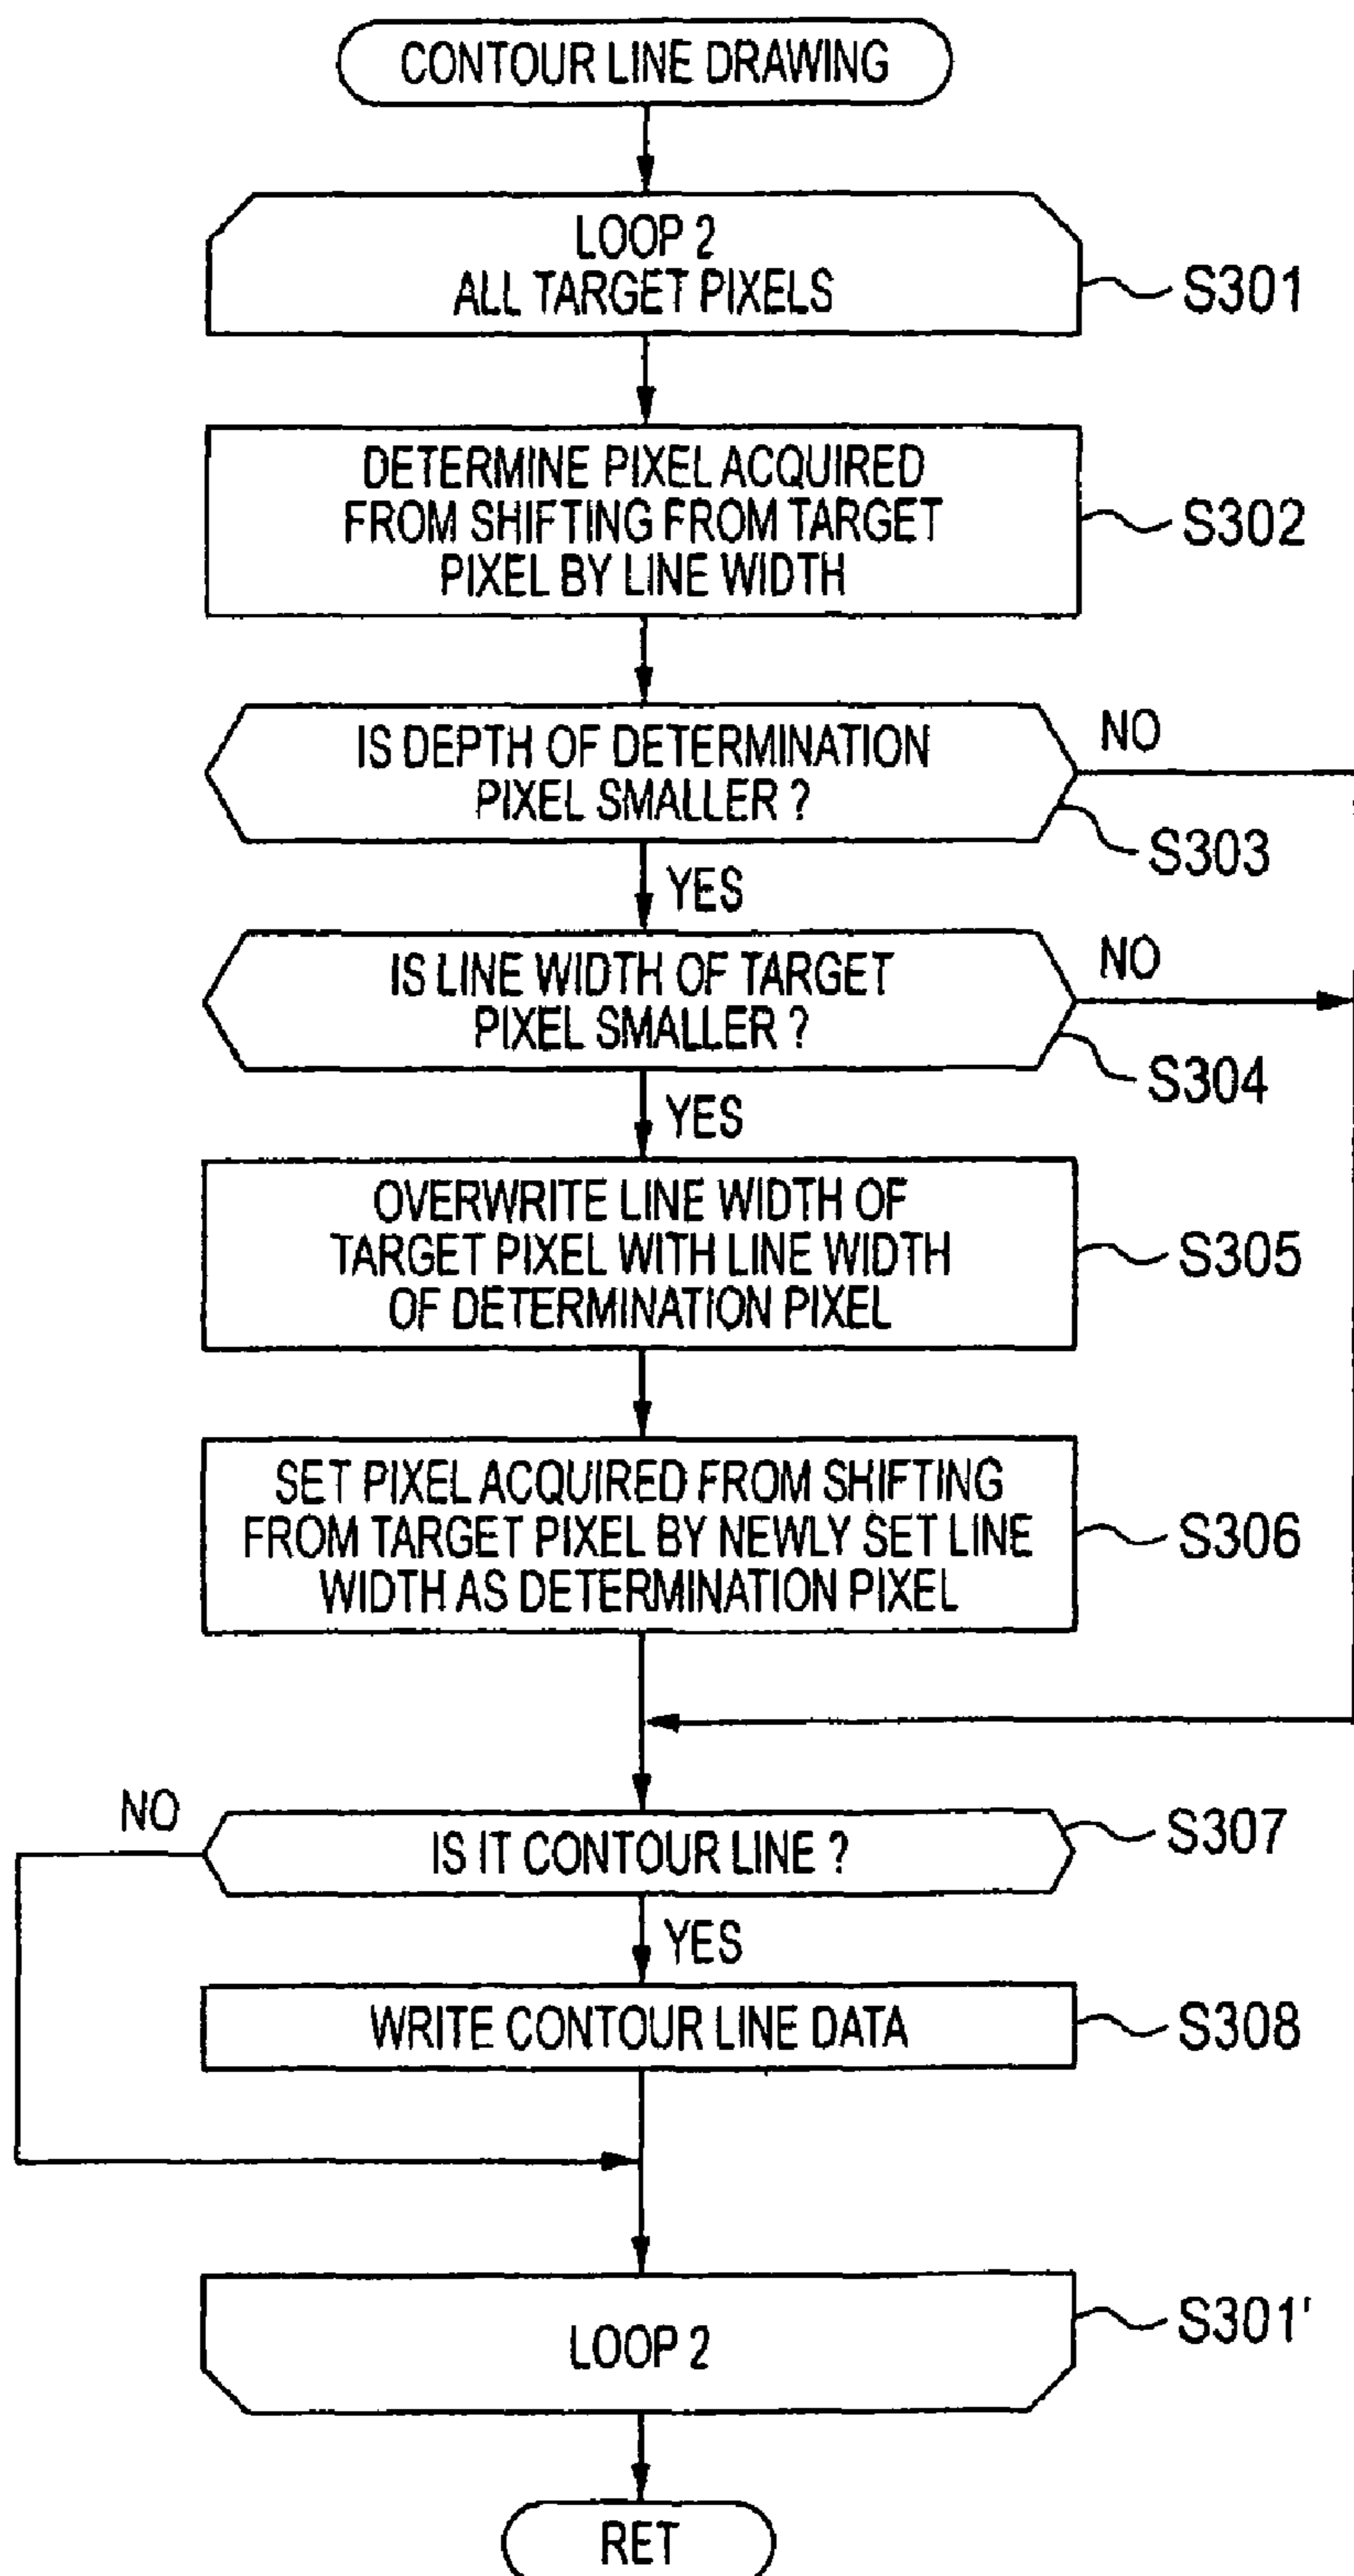 CONTOUR LINE DRAWING
LOOP 2
ALL TARGET PIXELS
S301
DETERMINE PIXEL ACQUIRED
FROM SHIFTING FROM TARGET
PIXEL BY LINE WIDTH
S302
IS DEPTH OF DETERMINATION
PIXEL SMALLER ?
NO
S303
YES
IS LINE WIDTH OF TARGET
PIXEL SMALLER ?
NO
S304
YES
OVERWRITE LINE WIDTH OF
TARGET PIXEL WITH LINE WIDTH
OF DETERMINATION PIXEL
S305
SET PIXEL ACQUIRED FROM SHIFTING
FROM TARGET PIXEL BY NEWLY SET LINE
WIDTH AS DETERMINATION PIXEL
S306
NO
IS IT CONTOUR LINE ?
S307
YES
WRITE CONTOUR LINE DATA
S308
LOOP 2
S301'
RET